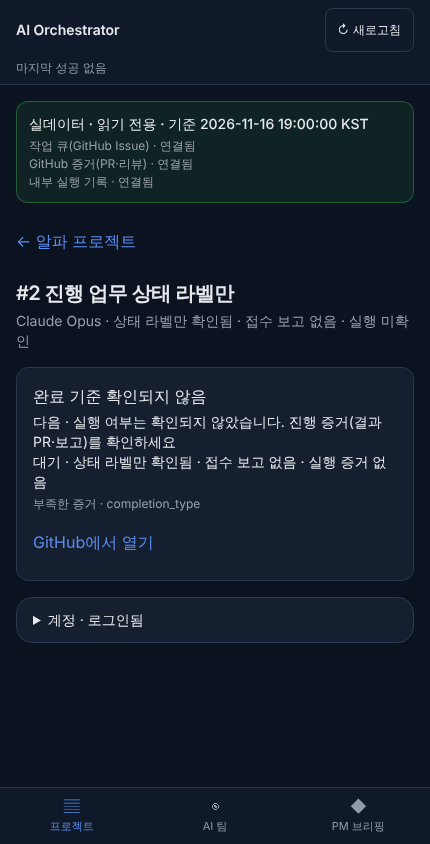 AI Orchestrator
↻ 새로고침
마지막 성공 없음
실데이터 · 읽기 전용 · 기준 2026-11-16 19:00:00 KST
작업 큐(GitHub Issue) · 연결됨
GitHub 증거(PR·리뷰) · 연결됨
내부 실행 기록 · 연결됨
← 알파 프로젝트
#2 진행 업무 상태 라벨만
Claude Opus · 상태 라벨만 확인됨 · 접수 보고 없음 · 실행 미확
인
완료 기준 확인되지 않음
다음 · 실행 여부는 확인되지 않았습니다. 진행 증거(결과
PR·보고)를 확인하세요
대기 · 상태 라벨만 확인됨 · 접수 보고 없음 · 실행 증거 없
음
부족한 증거 · completion_type
GitHub에서 열기
▶ 계정 · 로그인됨
프로젝트
AI 팀
PM 브리핑